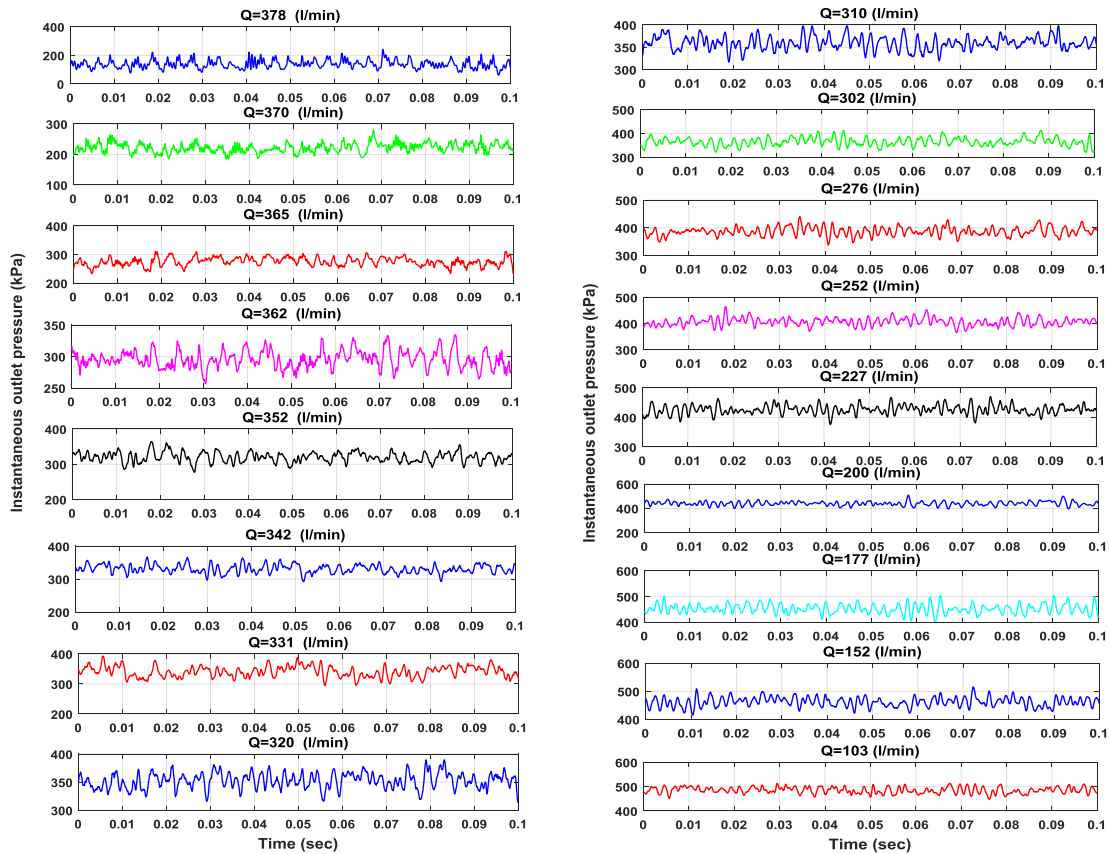 Q=378 (l/min)
400
200
0
0 0.01 0.02 0.03 0.04 0.05 0.06 0.07 0.08 0.09 0.1
Q=370 (l/min)
300
200
100
0 0.01 0.02 0.03 0.04 0.05 0.06 0.07 0.08 0.09 0.1
Q=365 (l/min)
400
300
200
0 0.01 0.02 0.03 0.04 0.05 0.06 0.07 0.08 0.09 0.1
Q=362 (l/min)
350
300
250
0 0.01 0.02 0.03 0.04 0.05 0.06 0.07 0.08 0.09 0.1
Q=352 (l/min)
400
300
200
0 0.01 0.02 0.03 0.04 0.05 0.06 0.07 0.08 0.09 0.1
Q=342 (l/min)
400
300
200
0 0.01 0.02 0.03 0.04 0.05 0.06 0.07 0.08 0.09 0.1
Q=331 (l/min)
400
300
200
0 0.01 0.02 0.03 0.04 0.05 0.06 0.07 0.08 0.09 0.1
Q=320 (l/min)
400
350
300
0 0.01 0.02 0.03 0.04 0.05 0.06 0.07 0.08 0.09 0.1
Time (sec)
Instantaneous outlet pressure (kPa)
Q=310 (l/min)
400
350
300
0 0.01 0.02 0.03 0.04 0.05 0.06 0.07 0.08 0.09 0.1
Q=302 (l/min)
500
400
300
0 0.01 0.02 0.03 0.04 0.05 0.06 0.07 0.08 0.09 0.1
Q=276 (l/min)
500
400
300
0 0.01 0.02 0.03 0.04 0.05 0.06 0.07 0.08 0.09 0.1
Q=252 (l/min)
500
400
300
0 0.01 0.02 0.03 0.04 0.05 0.06 0.07 0.08 0.09 0.1
Q=227 (l/min)
500
400
300
0 0.01 0.02 0.03 0.04 0.05 0.06 0.07 0.08 0.09 0.1
Q=200 (l/min)
600
400
200
0 0.01 0.02 0.03 0.04 0.05 0.06 0.07 0.08 0.09 0.1
Q=177 (l/min)
600
500
400
0 0.01 0.02 0.03 0.04 0.05 0.06 0.07 0.08 0.09 0.1
Q=152 (l/min)
600
500
400
0 0.01 0.02 0.03 0.04 0.05 0.06 0.07 0.08 0.09 0.1
Q=103 (l/min)
600
500
400
0 0.01 0.02 0.03 0.04 0.05 0.06 0.07 0.08 0.09 0.1
Time (sec)
Instantaneous outlet pressure (kPa)